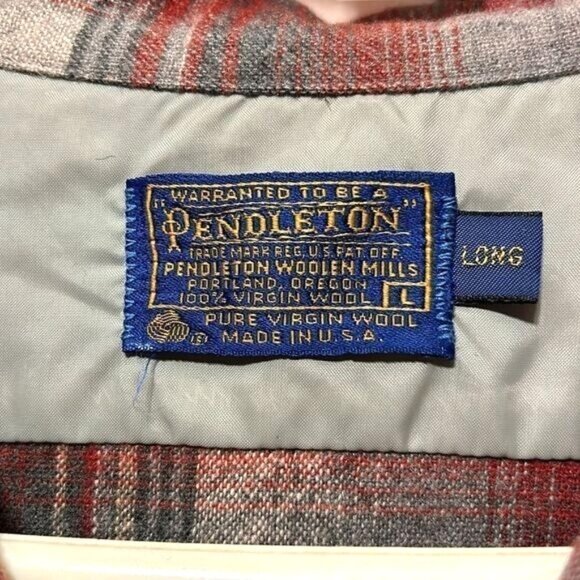 WARRANTED TO BE A
"PENDLETON"
TRADE MARK REG. U.S. PAT. OFF.
PENDLETON WOOLEN MILLS
PORTLAND, OREGON
100% VIRGIN WOOL L
PURE VIRGIN WOOL
MADE IN U.S.A.
LONG